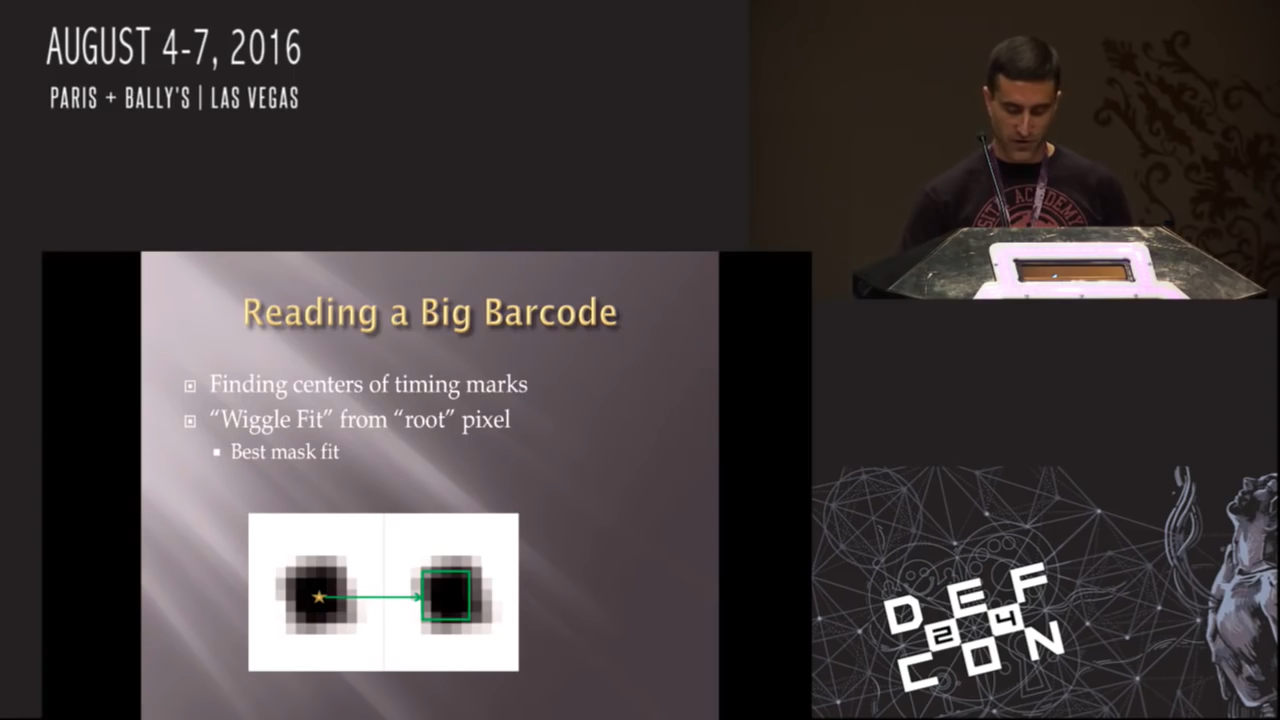 AUGUST 4-7, 2016
PARIS + BALLY'S | LAS VEGAS
ACADEMY
Reading a Big Barcode
Finding centers of timing marks
“Wiggle Fit” from “root” pixel
Best mask fit
DEF
24
CON